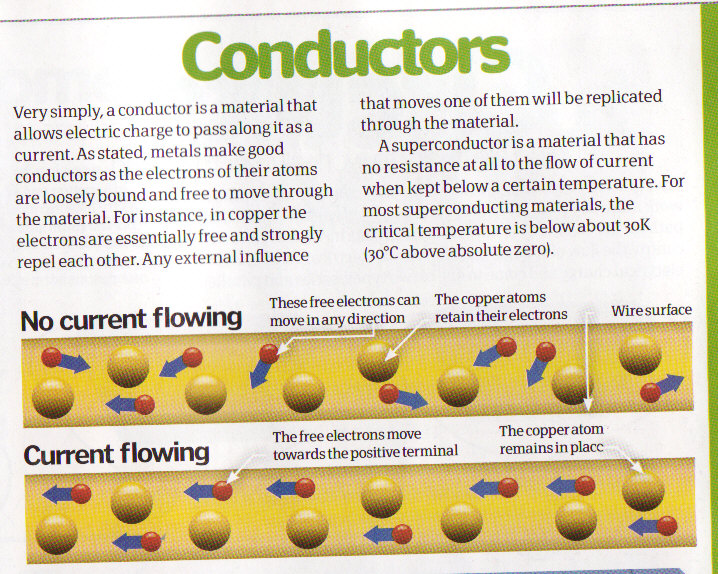 Conductors
Very simply, a conductor is a material that
allows electric charge to pass along it as a
current. As stated, metals make good
conductors as the electrons of their atoms
are loosely bound and free to move through
the material. For instance, in copper the
electrons are essentially free and strongly
repel each other. Any external influence
that moves one of them will be replicated
through the material.
A superconductor is a material that has
no resistance at all to the flow of current
when kept below a certain temperature. For
most superconducting materials, the
critical temperature is below about 30K
(30°C above absolute zero).
No current flowing
These free electrons can
move in any direction
The copper atoms
retain their electrons
Wire surface
Current flowing
The free electrons move
towards the positive terminal
The copper atom
remains in place